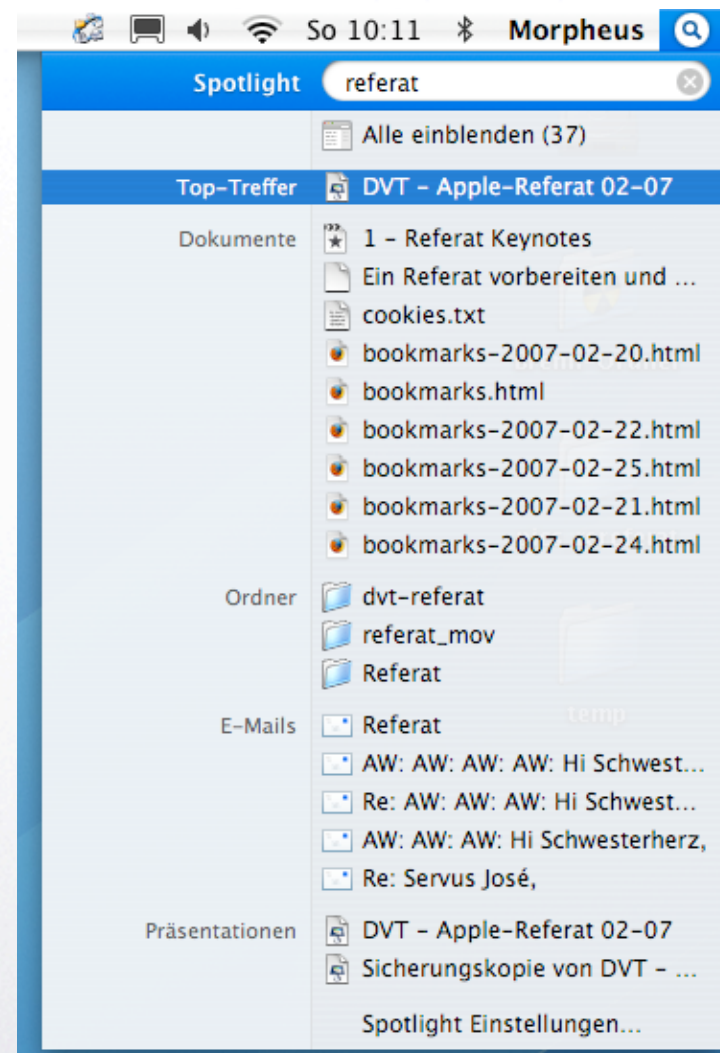 So 10:11 Morpheus
Spotlight referat
Alle einblenden (37)
Top-Treffer DVT - Apple-Referat 02-07
Dokumente 1 - Referat Keynotes
Ein Referat vorbereiten und ...
cookies.txt
bookmarks-2007-02-20.html
bookmarks.html
bookmarks-2007-02-22.html
bookmarks-2007-02-25.html
bookmarks-2007-02-21.html
bookmarks-2007-02-24.html
Ordner dvt-referat
referat_mov
Referat
temp
E-Mails Referat
AW: AW: AW: AW: Hi Schwest...
Re: AW: AW: AW: Hi Schwest...
AW: AW: AW: Hi Schwesterherz,
Re: Servus José,
Präsentationen DVT - Apple-Referat 02-07
Sicherungskopie von DVT - ...
Spotlight Einstellungen...